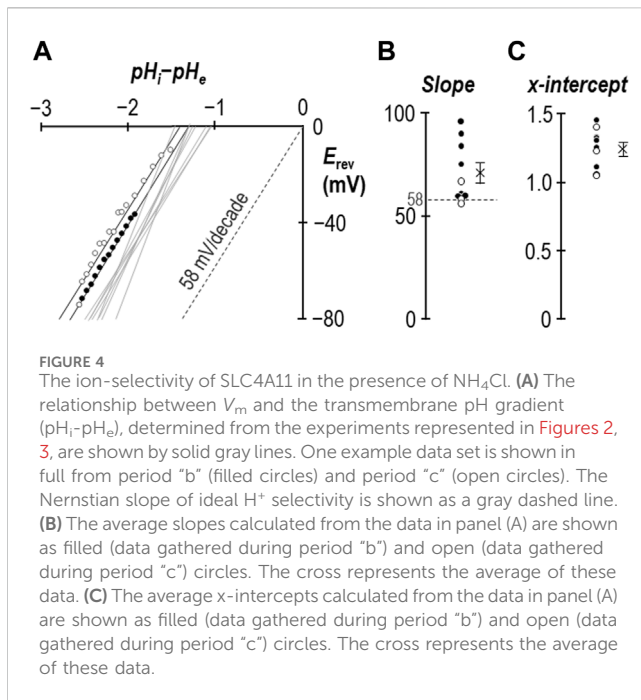 A
pHi–pHe
−3
−2
−1
0
0
Erev
(mV)
−40
−80
58 mV/decade
B
Slope
100
58
50
0
C
x-intercept
1.5
1.0
0.5
0
FIGURE 4
The ion-selectivity of SLC4A11 in the presence of NH4Cl. (A) The
relationship between Vm and the transmembrane pH gradient
(pHi-pHe), determined from the experiments represented in Figures 2,
3, are shown by solid gray lines. One example data set is shown in
full from period "b" (filled circles) and period "c" (open circles). The
Nernstian slope of ideal H+ selectivity is shown as a gray dashed line.
(B) The average slopes calculated from the data in panel (A) are shown
as filled (data gathered during period "b") and open (data gathered
during period "c") circles. The cross represents the average of these
data. (C) The average x-intercepts calculated from the data in panel (A)
are shown as filled (data gathered during period "b") and open (data
gathered during period "c") circles. The cross represents the average
of these data.